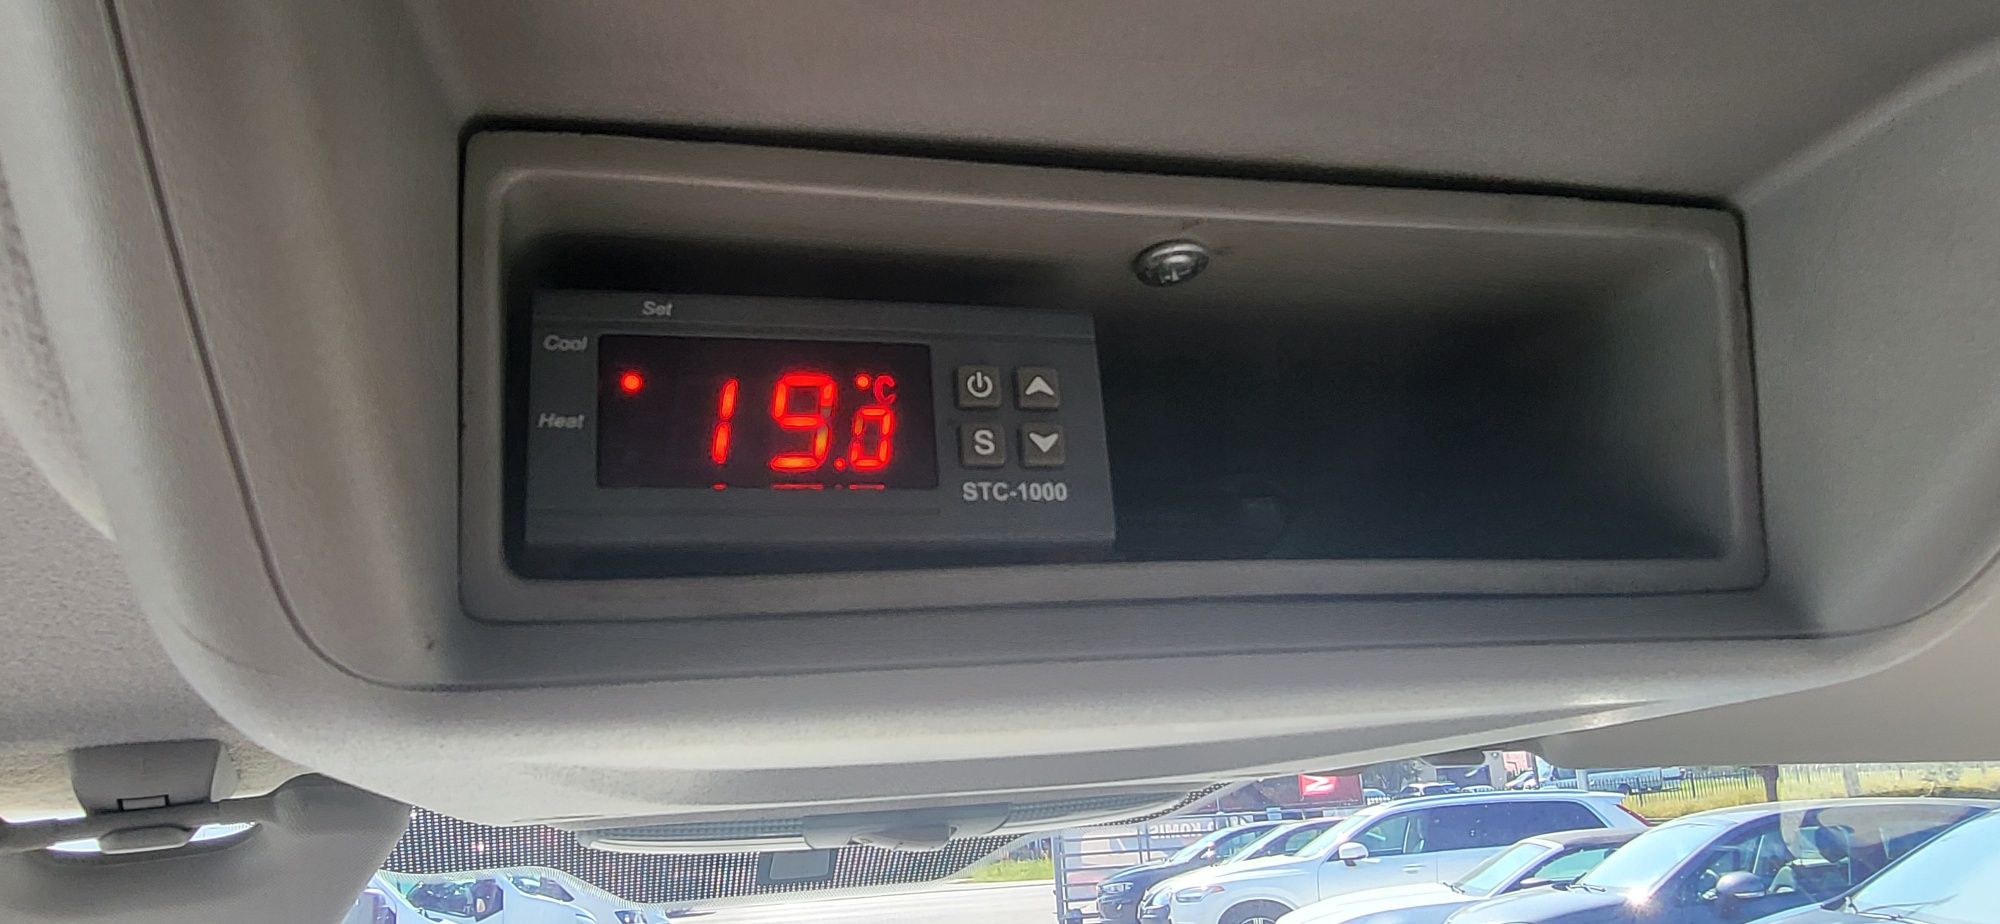 Set
Cool
Heat
19.0 °C
S
STC-1000